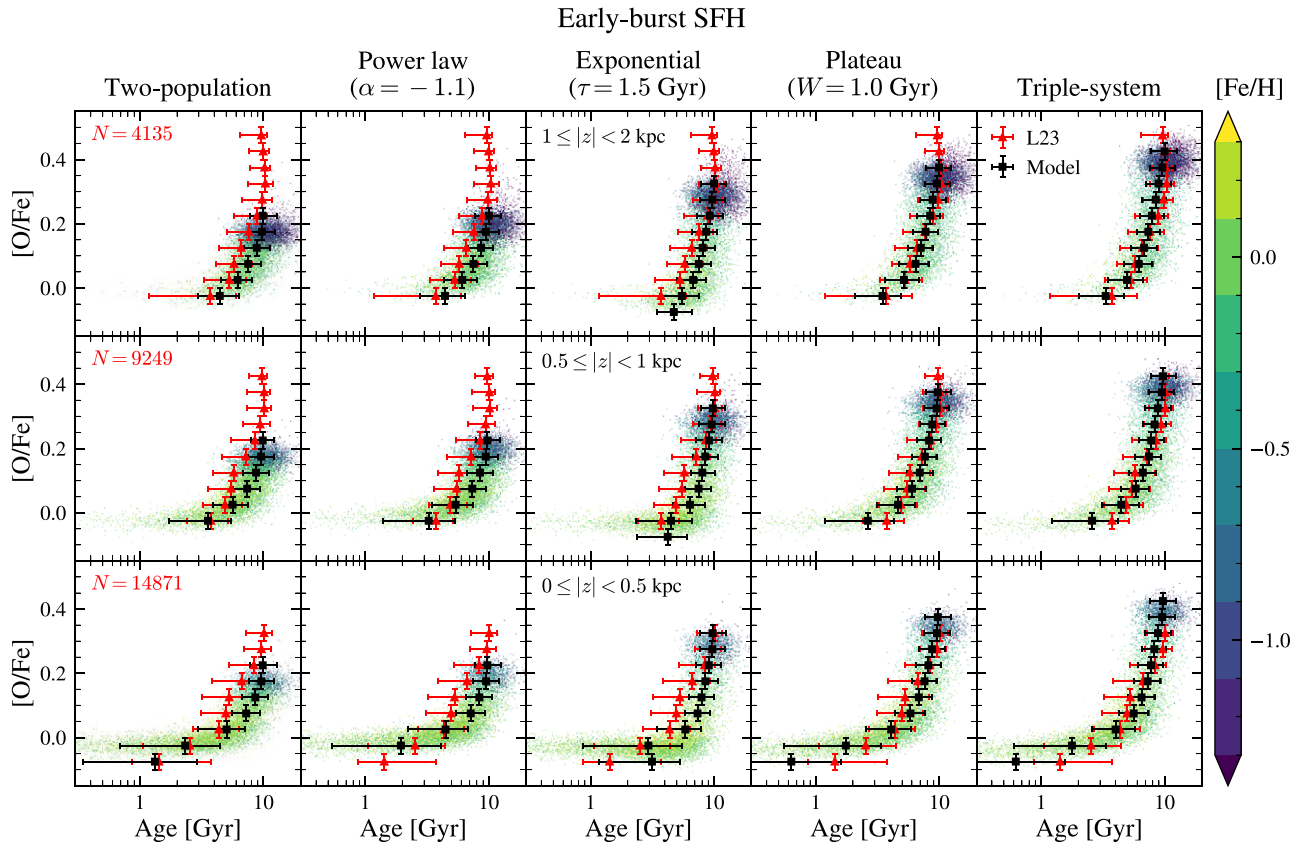 Early-burst SFH
Two-population
Power law
(α = −1.1)
Exponential
(τ = 1.5 Gyr)
Plateau
(W = 1.0 Gyr)
Triple-system
[Fe/H]
N = 4135
1 ≤ |z| < 2 kpc
L23
Model
[O/Fe]
0.4
0.2
0.0
N = 9249
0.5 ≤ |z| < 1 kpc
[O/Fe]
0.4
0.2
0.0
N = 14871
0 ≤ |z| < 0.5 kpc
[O/Fe]
0.4
0.2
0.0
0.0
−0.5
−1.0
1 10 1 10 1 10 1 10 1 10
Age [Gyr] Age [Gyr] Age [Gyr] Age [Gyr] Age [Gyr]